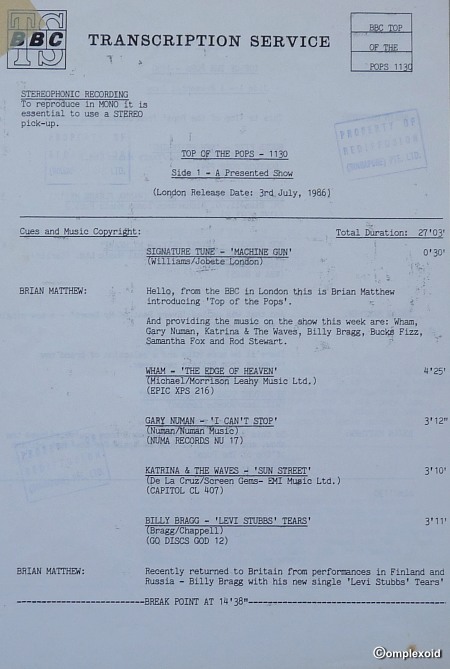 BBC
TS
TRANSCRIPTION SERVICE
BBC TOP
OF THE
POPS 1130
STEREOPHONIC RECORDING
To reproduce in MONO it is
essential to use a STEREO
pick-up.
PROPERTY OF
REDIFFUSION
(SINGAPORE) PTE. LTD.
TOP OF THE POPS - 1130
Side 1 - A Presented Show
(London Release Date: 3rd July, 1986)
Cues and Music Copyright: Total Duration: 27'03'
SIGNATURE TUNE - 'MACHINE GUN' 0'30'
(Williams/Jobete London)
BRIAN MATTHEW: Hello, from the BBC in London this is Brian Matthew
introducing 'Top of the Pops'.
And providing the music on the show this week are: Wham,
Gary Numan, Katrina & The Waves, Billy Bragg, Bucks Fizz,
Samantha Fox and Rod Stewart.
WHAM - 'THE EDGE OF HEAVEN' 4'25'
(Michael/Morrison Leahy Music Ltd.)
(EPIC XPS 216)
GARY NUMAN - 'I CAN'T STOP' 3'12"
(Numan/Numan Music)
(NUMA RECORDS NU 17)
KATRINA & THE WAVES - 'SUN STREET' 3'10'
(De La Cruz/Screen Gems- EMI Music Ltd.)
(CAPITOL CL 407)
BILLY BRAGG - 'LEVI STUBBS' TEARS' 3'11'
(Bragg/Chappell)
(GO DISCS GOD 12)
BRIAN MATTHEW: Recently returned to Britain from performances in Finland and
Russia - Billy Bragg with his new single 'Levi Stubbs' Tears'
BREAK POINT AT 14'38"
©omplexoid